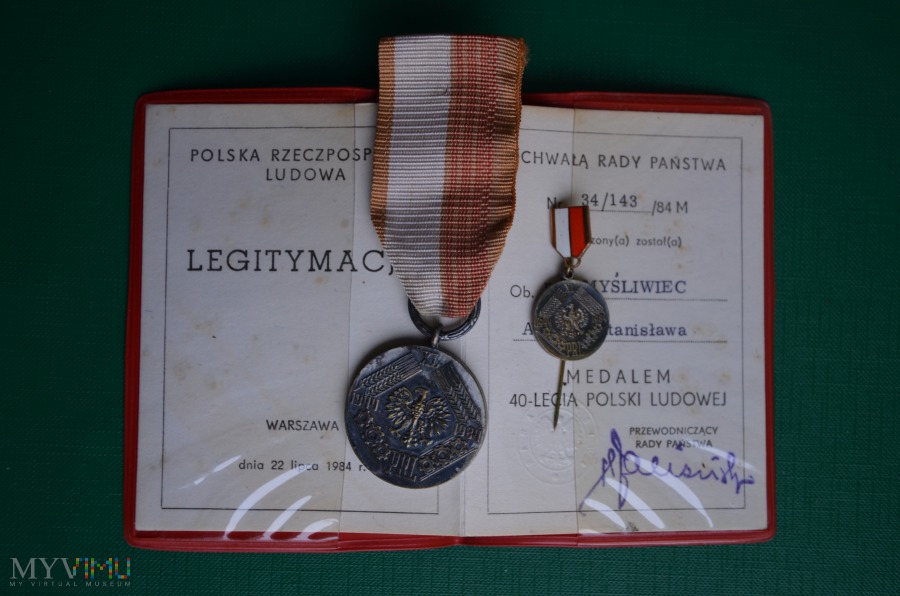 POLSKA RZECZPOSP
LUDOWA
LEGITYMAC
WARSZAWA
dnia 22 lipca 1984 r.
CHWAŁĄ RADY PAŃSTWA
34/143 /84 M
zony(a) został(a)
Ob. MYŚLIWIEC
A tanisława
MEDALEM
40-LECIA POLSKI LUDOWEJ
PRZEWODNICZĄCY
RADY PAŃSTWA
MYVIMU
MY VIRTUAL MUSEUM